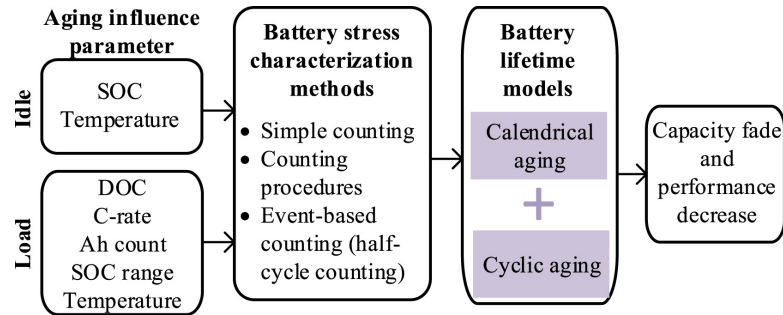 Aging influence
parameter
Idle
SOC
Temperature
Load
DOC
C-rate
Ah count
SOC range
Temperature
Battery stress
characterization
methods
• Simple counting
• Counting
procedures
• Event-based
counting (half-
cycle counting)
Battery
lifetime
models
Calendrical
aging
+
Cyclic aging
Capacity fade
and
performance
decrease